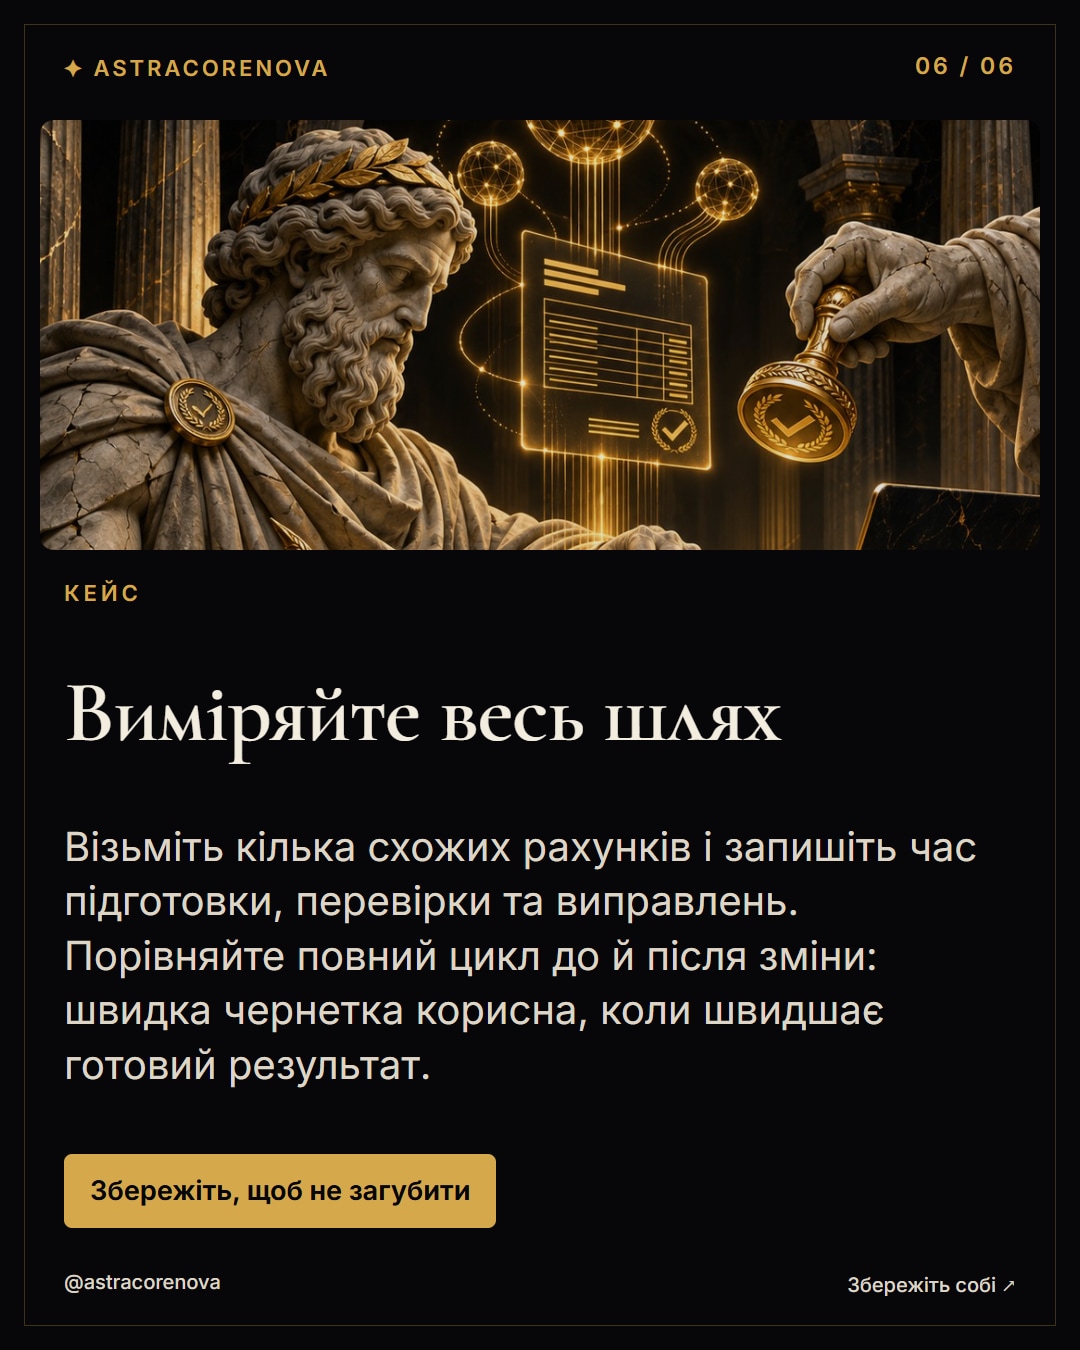 ✦ ASTRACORENOVA
06 / 06
КЕЙС
Виміряйте весь шлях
Візьміть кілька схожих рахунків і запишіть час
підготовки, перевірки та виправлень.
Порівняйте повний цикл до й після зміни:
швидка чернетка корисна, коли швидшає
готовий результат.
Збережіть, щоб не загубити
@astracorenova
Збережіть собі ↗